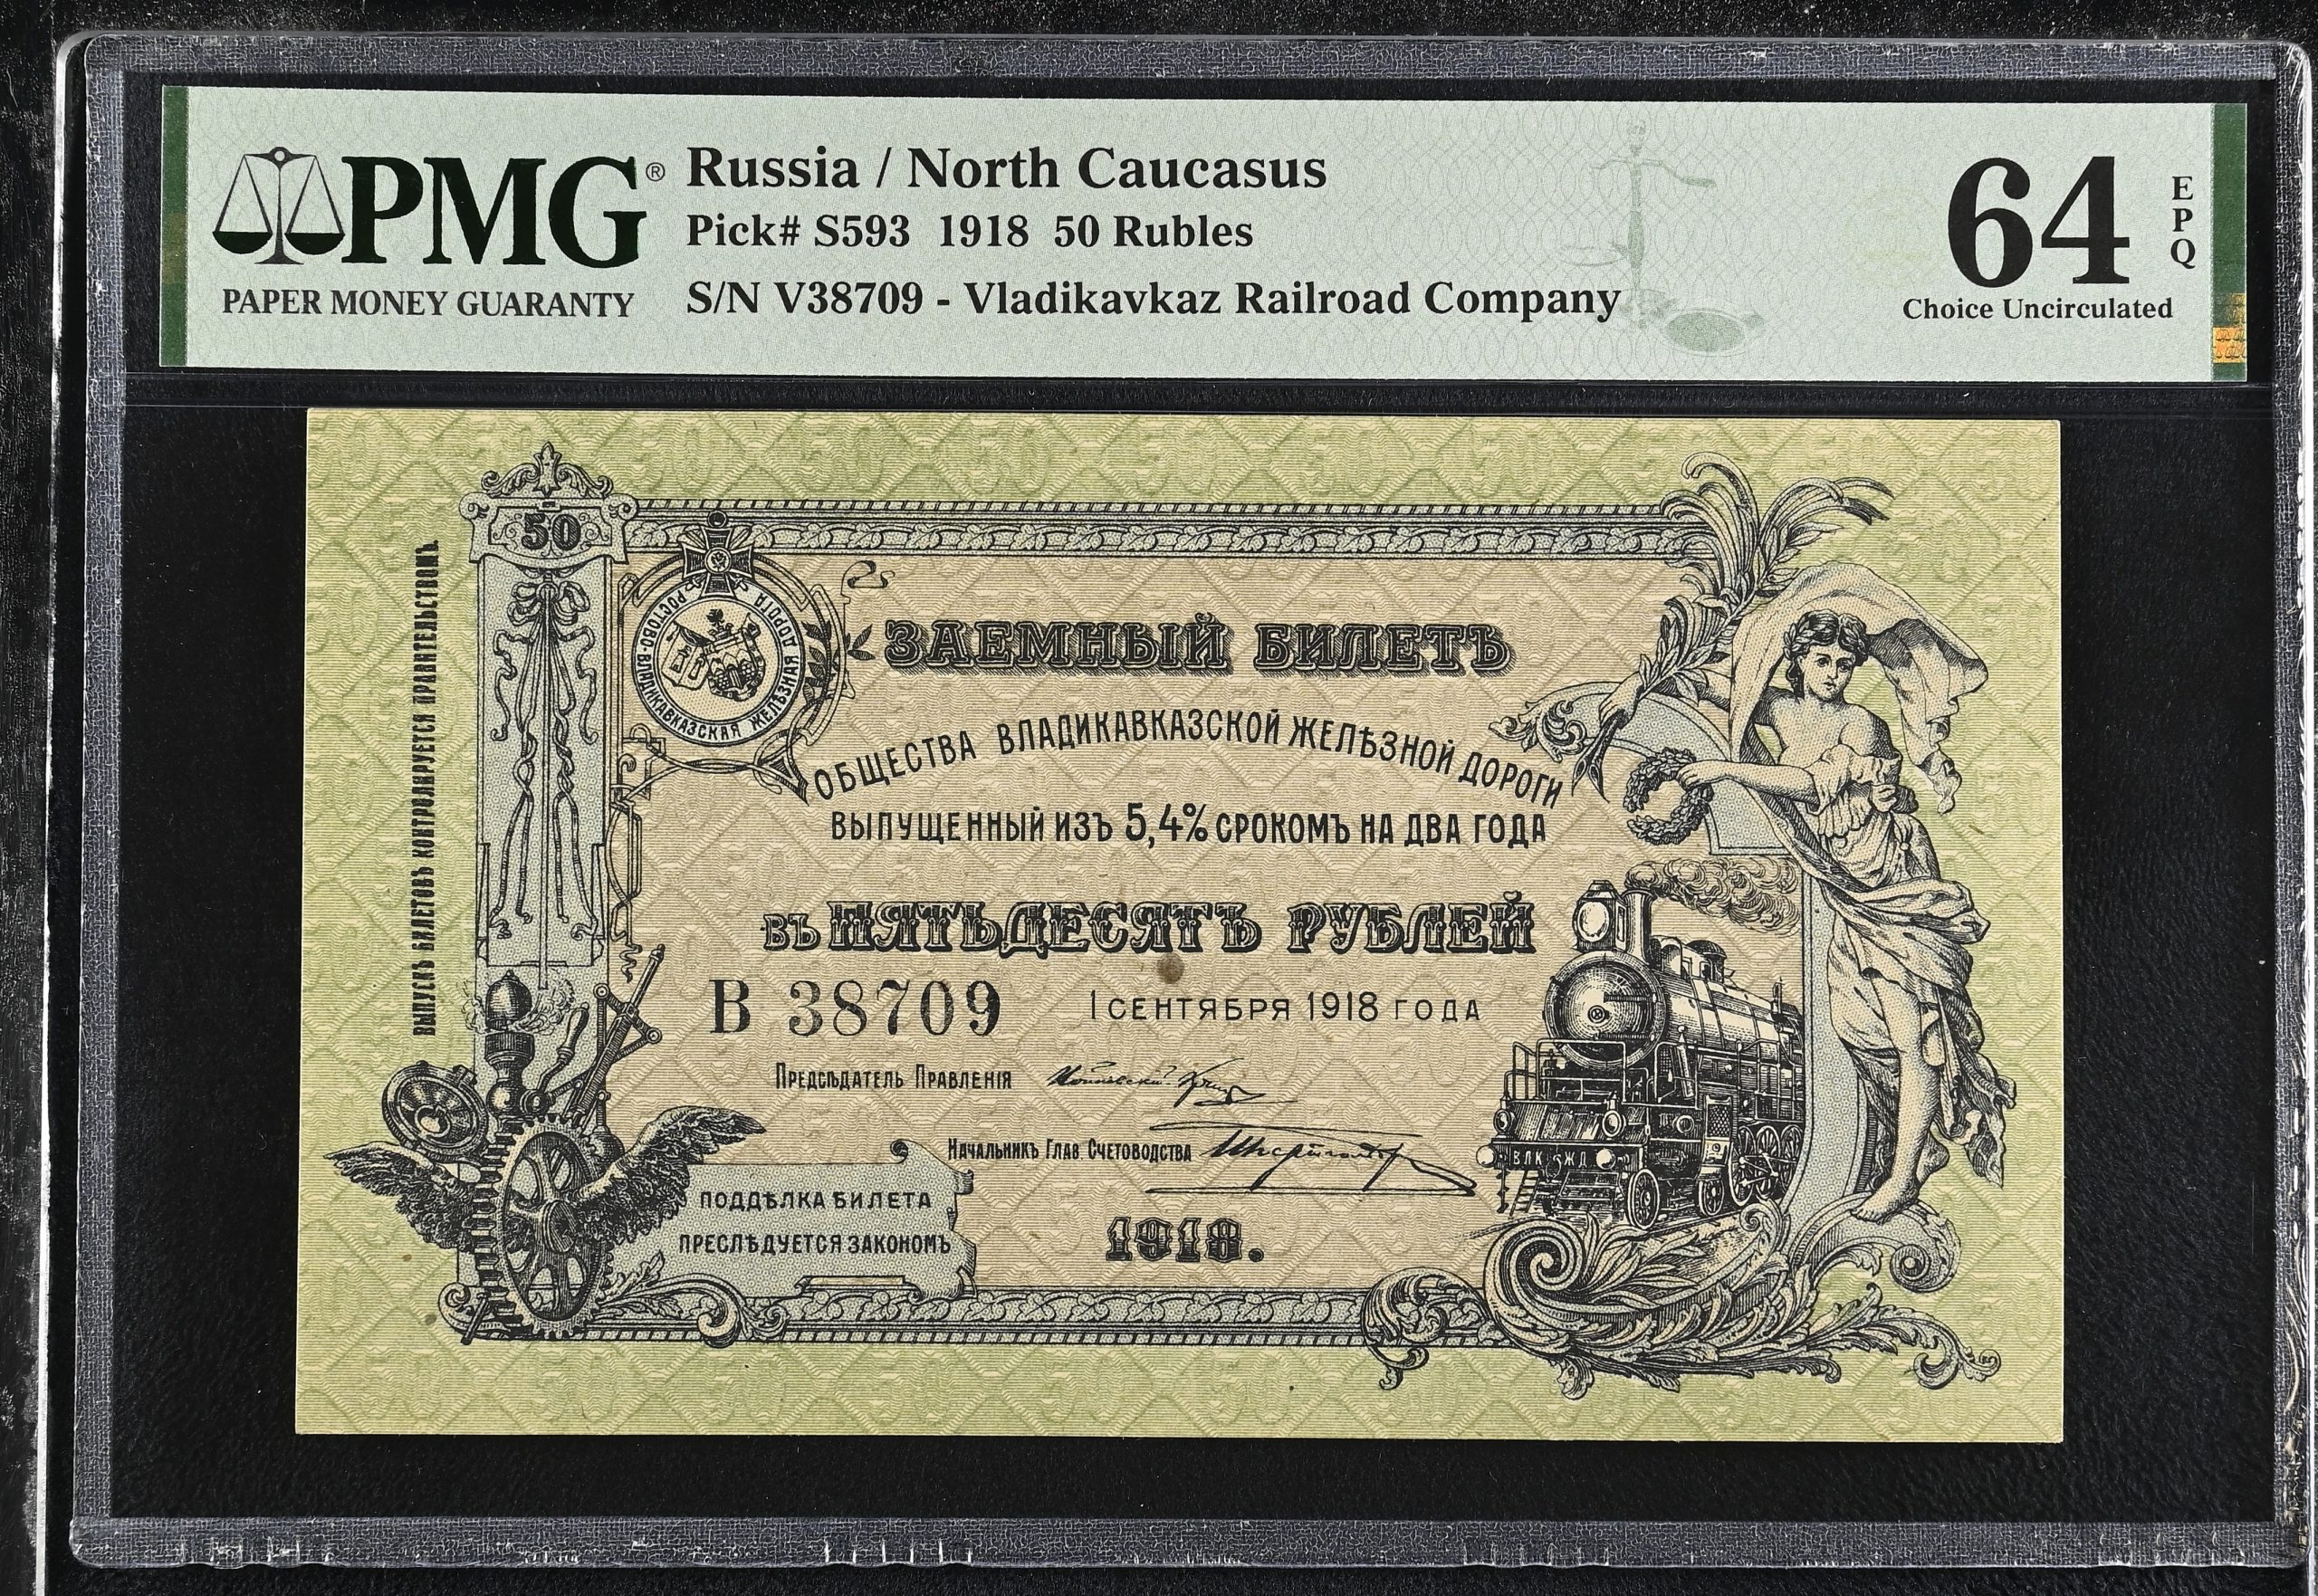 PMG®
PAPER MONEY GUARANTY
Russia / North Caucasus
Pick# S593 1918 50 Rubles
S/N V38709 - Vladikavkaz Railroad Company
64
EPQ
Choice Uncirculated
50
ВЫПУСКЪ БИЛЕТОВЪ КОНТРОЛИРУЕТСЯ ПРАВИТЕЛЬСТВОМЪ.
РОСТОВО-ВЛАДИКАВКАЗСКАЯ ЖЕЛѢЗНАЯ ДОРОГА
ЗАЕМНЫЙ БИЛЕТЪ
ОБЩЕСТВА ВЛАДИКАВКАЗСКОЙ ЖЕЛѢЗНОЙ ДОРОГИ
ВЫПУЩЕННЫЙ ИЗЪ 5,4% СРОКОМЪ НА ДВА ГОДА
ВЪ ПЯТЬДЕСЯТЪ РУБЛЕЙ
В 38709
1 СЕНТЯБРЯ 1918 ГОДА
ПРЕДСѢДАТЕЛЬ ПРАВЛЕНІЯ
НАЧАЛЬНИКЪ ГЛАВ. СЧЕТОВОДСТВА
ВЛК ЖД
ПОДДѢЛКА БИЛЕТА
ПРЕСЛѢДУЕТСЯ ЗАКОНОМЪ
1918.